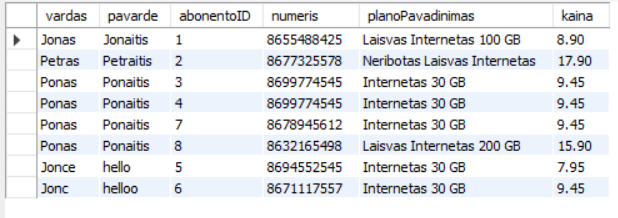 vardas pavarde abonentoID numeris planoPavadinimas kaina
Jonas Jonaitis 1 8655488425 Laisvas Internetas 100 GB 8.90
Petras Petraitis 2 8677325578 Neribotas Laisvas Internetas 17.90
Ponas Ponaitis 3 8699774545 Internetas 30 GB 9.45
Ponas Ponaitis 4 8699774545 Internetas 30 GB 9.45
Ponas Ponaitis 7 8678945612 Internetas 30 GB 9.45
Ponas Ponaitis 8 8632165498 Laisvas Internetas 200 GB 15.90
Jonce hello 5 8694552545 Internetas 30 GB 7.95
Jonc helloo 6 8671117557 Internetas 30 GB 9.45